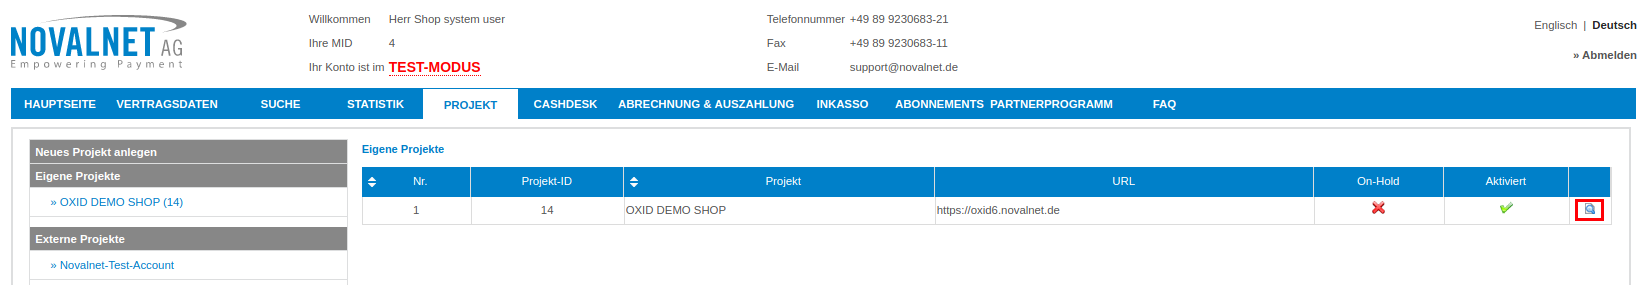 NOVALNET AG
Empowering Payment
Willkommen Herr Shop system user
Ihre MID 4
Ihr Konto ist im TEST-MODUS
Telefonnummer +49 89 9230683-21
Fax +49 89 9230683-11
E-Mail support@novalnet.de
Englisch | Deutsch
» Abmelden
HAUPTSEITE VERTRAGSDATEN SUCHE STATISTIK PROJEKT CASHDESK ABRECHNUNG & AUSZAHLUNG INKASSO ABONNEMENTS PARTNERPROGRAMM FAQ
Neues Projekt anlegen
Eigene Projekte
» OXID DEMO SHOP (14)
Externe Projekte
» Novalnet-Test-Account
Eigene Projekte
Nr. Projekt-ID Projekt URL On-Hold Aktiviert
1 14 OXID DEMO SHOP https://oxid6.novalnet.de